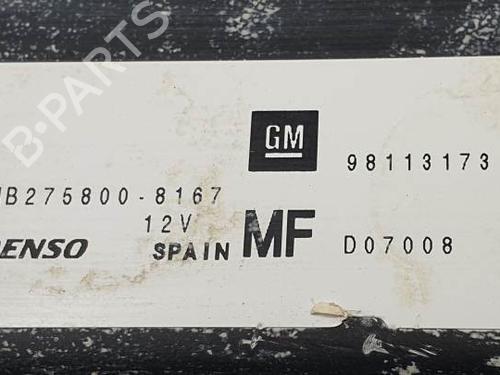 GM
98113173
MB275800-8167
12V
DENSO
SPAIN
MF
D07008
B-PARTS